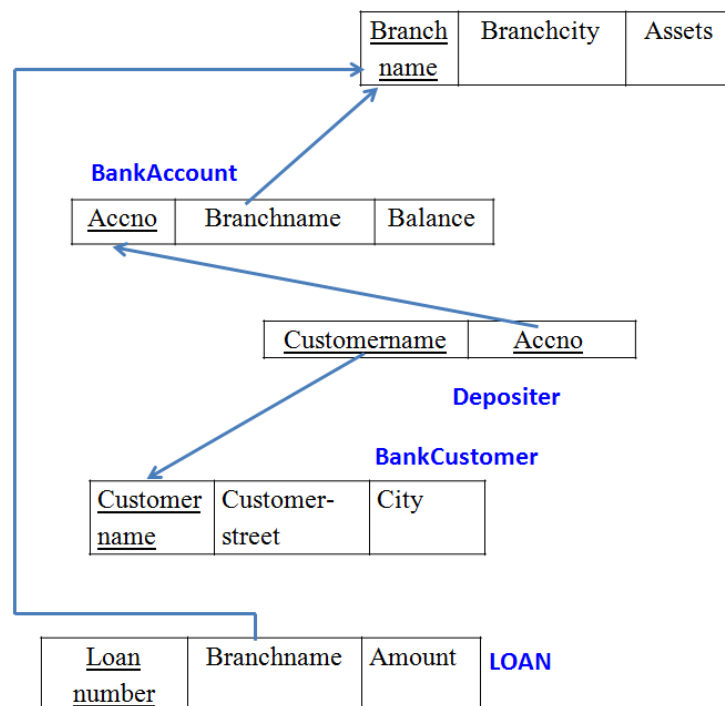 Branch name Branchcity Assets
BankAccount
Accno Branchname Balance
Customername Accno
Depositer
BankCustomer
Customer name Customer-street City
Loan number Branchname Amount LOAN